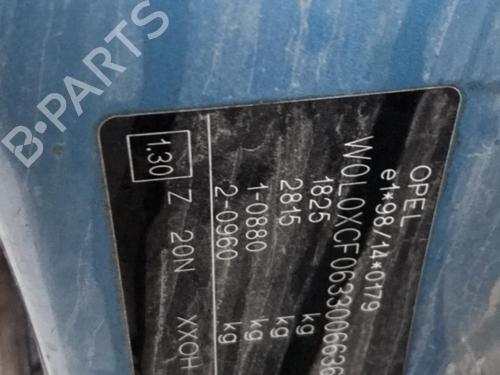 B-PARTS
OPEL
e1*98/14*0179
W0L0XCF0633006636
1825 kg
2815 kg
1-0880 kg
2-0960 kg
1.30 Z 20N XXOH